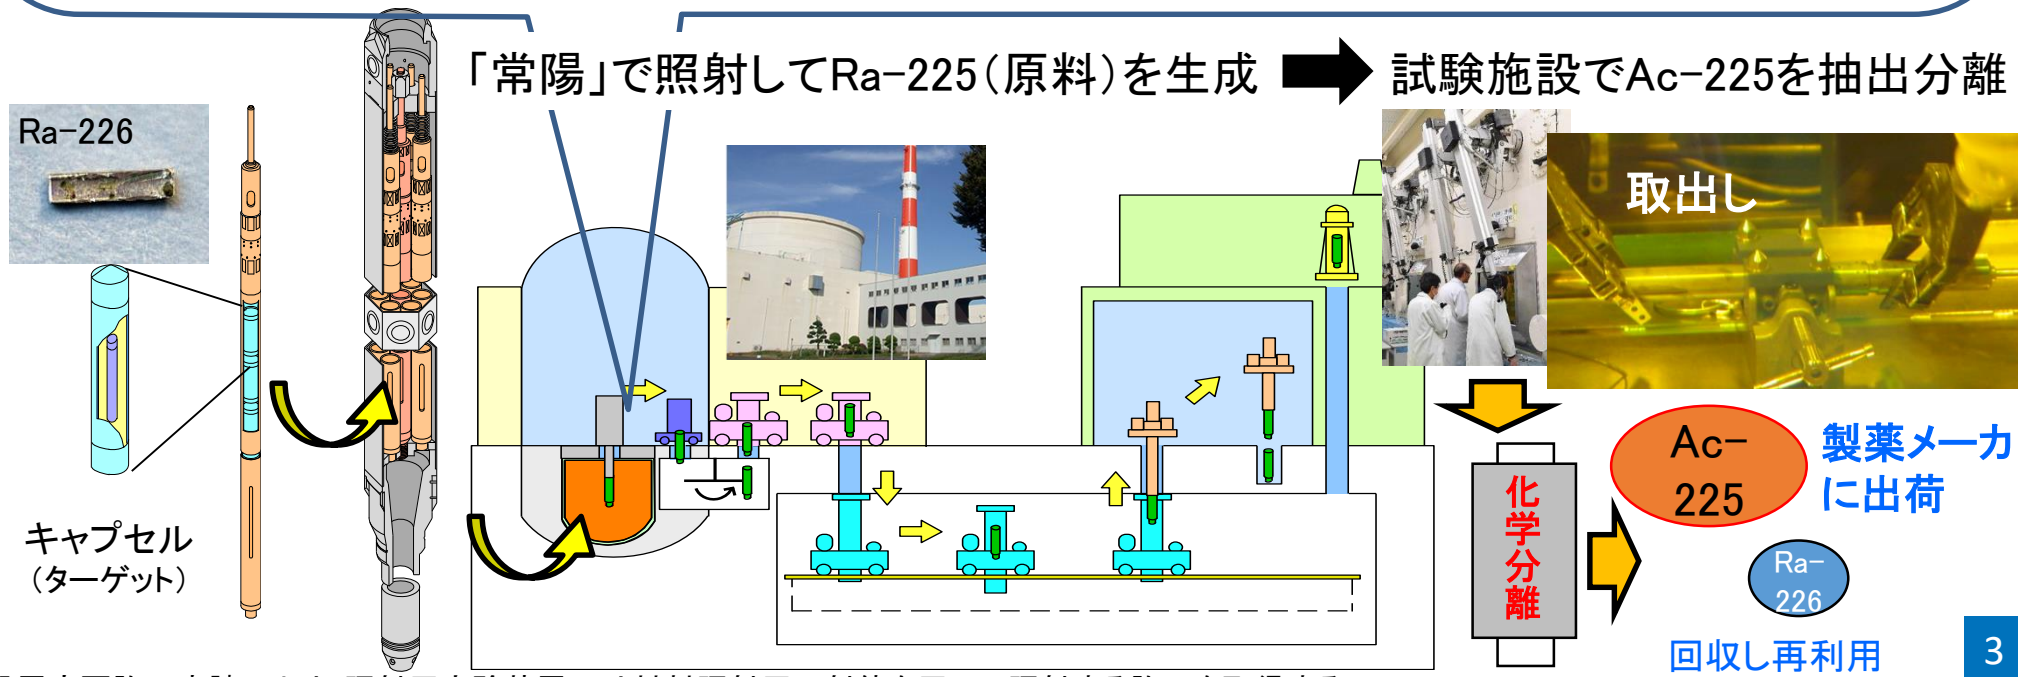 「常陽」で照射してRa-225(原料)を生成
試験施設でAc-225を抽出分離
Ra-226
取出し
キャプセル
(ターゲット)
化学分離
Ac-
225
製薬メーカ
に出荷
Ra-
226
回収し再利用
3